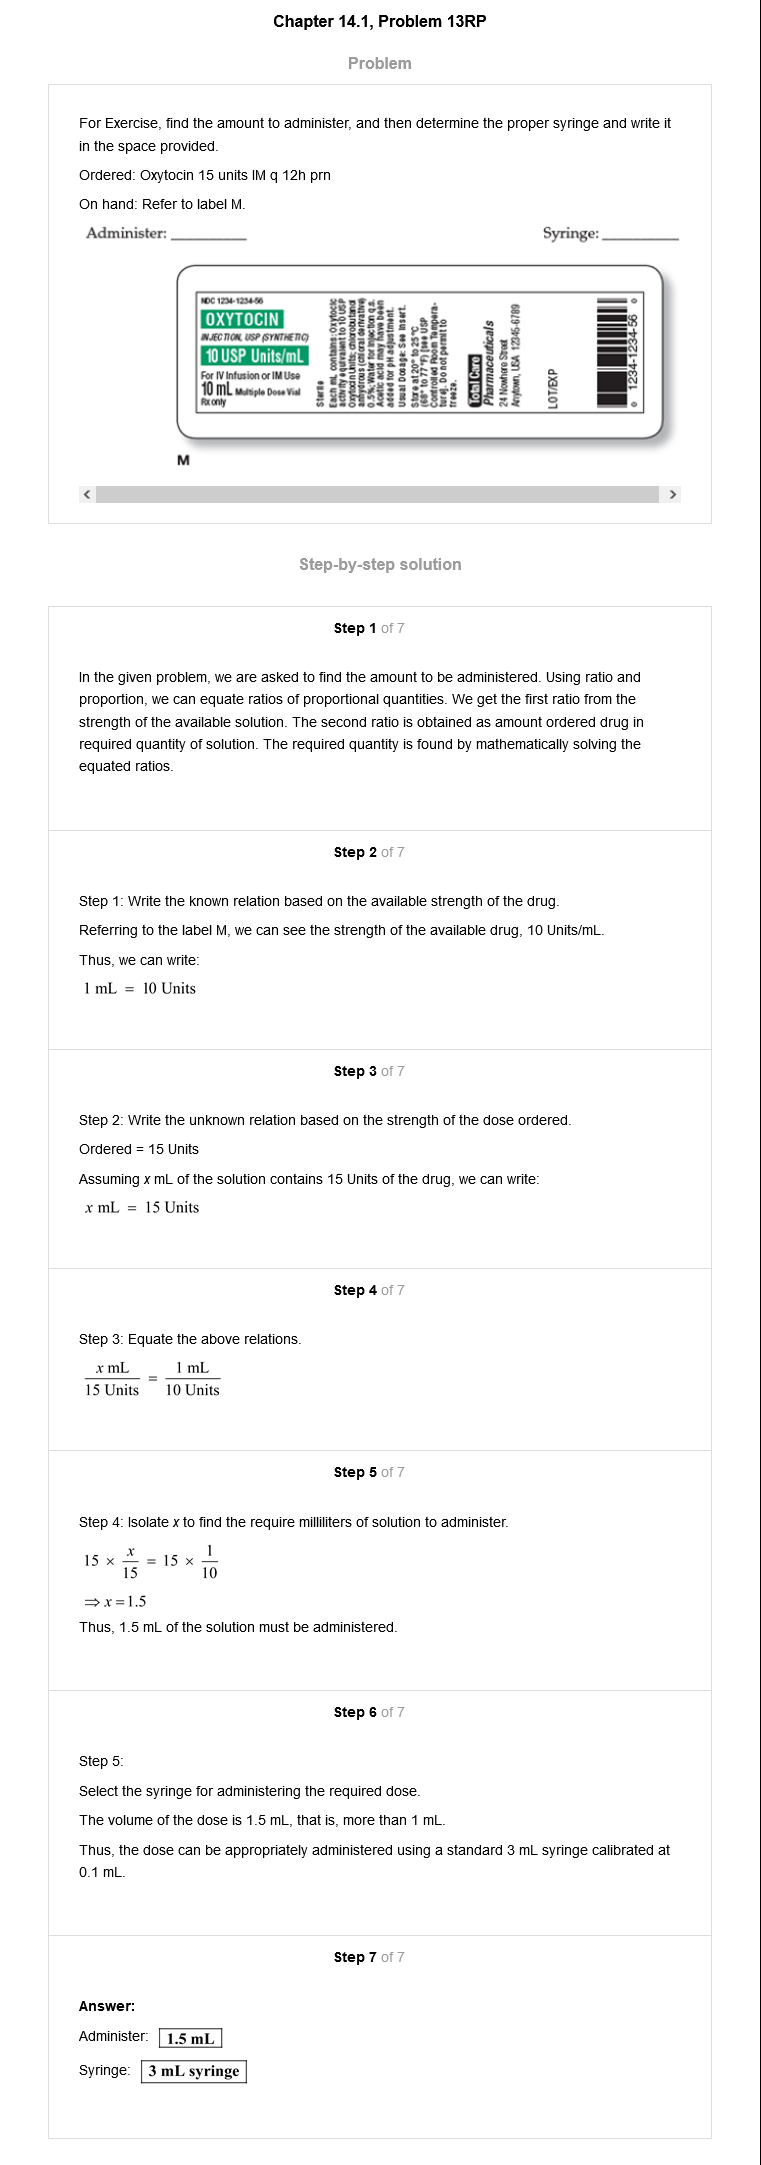 Chapter 14.1, Problem 13RP
Problem
For Exercise, find the amount to administer, and then determine the proper syringe and write it
in the space provided.
Ordered: Oxytocin 15 units IM q 12h prn
On hand: Refer to label M.
Administer: __________ Syringe: __________
NDC 1234-1234-56
OXYTOCIN
INJECTION, USP (SYNTHETIC)
10 USP Units/mL
For IV Infusion or IM Use
10 mL Multiple Dose Vial
Rx only
Sterile
Each mL contains: Oxytocic
activity equivalent to 10 USP
Oxytocin Units; chlorobutanol
anhydrous (chloral derivative)
0.5%; Water for Injection q.s.
Acetic acid may have been
added for pH adjustment.
Usual Dosage: See Insert.
Store at 20° to 25°C
(68° to 77°F) [see USP
Controlled Room Tempera-
ture]. Do not permit to
freeze.
Total Care
Pharmaceuticals
24 Nowhere Street
Anytown, USA 12345-6789
LOT/EXP
0 1234-1234-56 0
M
Step-by-step solution
Step 1 of 7
In the given problem, we are asked to find the amount to be administered. Using ratio and
proportion, we can equate ratios of proportional quantities. We get the first ratio from the
strength of the available solution. The second ratio is obtained as amount ordered drug in
required quantity of solution. The required quantity is found by mathematically solving the
equated ratios.
Step 2 of 7
Step 1: Write the known relation based on the available strength of the drug.
Referring to the label M, we can see the strength of the available drug, 10 Units/mL.
Thus, we can write:
1 mL = 10 Units
Step 3 of 7
Step 2: Write the unknown relation based on the strength of the dose ordered.
Ordered = 15 Units
Assuming x mL of the solution contains 15 Units of the drug, we can write:
x mL = 15 Units
Step 4 of 7
Step 3: Equate the above relations.
x mL / 15 Units = 1 mL / 10 Units
Step 5 of 7
Step 4: Isolate x to find the require milliliters of solution to administer.
15 × x/15 = 15 × 1/10
⇒ x = 1.5
Thus, 1.5 mL of the solution must be administered.
Step 6 of 7
Step 5:
Select the syringe for administering the required dose.
The volume of the dose is 1.5 mL, that is, more than 1 mL.
Thus, the dose can be appropriately administered using a standard 3 mL syringe calibrated at
0.1 mL.
Step 7 of 7
Answer:
Administer: 1.5 mL
Syringe: 3 mL syringe